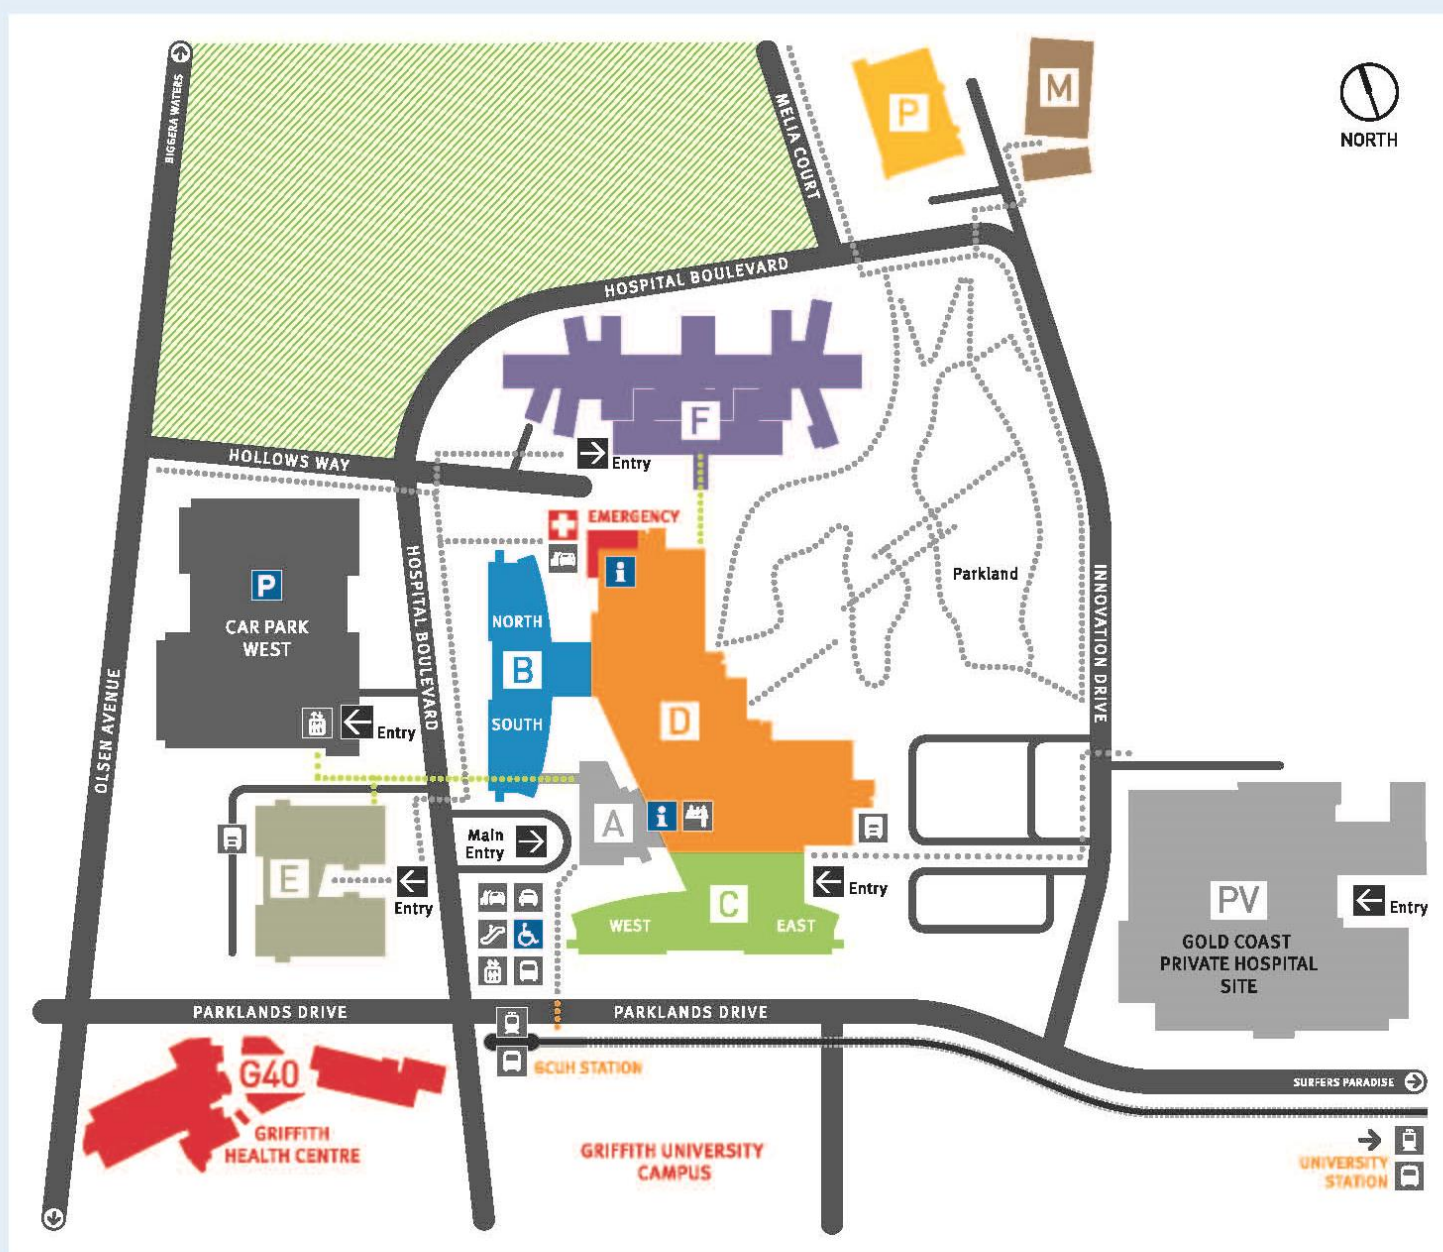 BIGGERA WATERS
MELIA COURT
P
M
NORTH
HOSPITAL BOULEVARD
F
HOLLOWS WAY
Entry
EMERGENCY
i
P
CAR PARK
WEST
HOSPITAL BOULEVARD
NORTH
B
SOUTH
D
Parkland
INNOVATION DRIVE
OLSEN AVENUE
Entry
Main
Entry
A
i
E
Entry
C
WEST
EAST
Entry
PV
GOLD COAST
PRIVATE HOSPITAL
SITE
Entry
PARKLANDS DRIVE
PARKLANDS DRIVE
GCUH STATION
G40
GRIFFITH
HEALTH CENTRE
GRIFFITH UNIVERSITY
CAMPUS
SURFERS PARADISE
UNIVERSITY
STATION